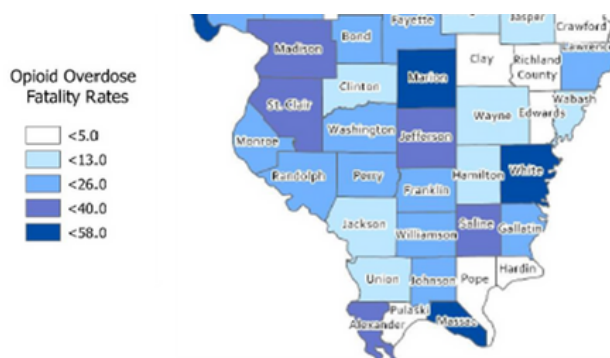 Opioid Overdose
Fatality Rates
<5.0
<13.0
<26.0
<40.0
<58.0
Fayette
Jasper
Crawford
Madison
Bond
Clay
Richland
County
Lawrence
Marion
Clinton
St. Clair
Wayne
Edwards
Wabash
Washington
Jefferson
Monroe
Randolph
Perry
Hamilton
White
Franklin
Jackson
Williamson
Saline
Gallatin
Union
Johnson
Pope
Hardin
Pulaski
Alexander
Massac